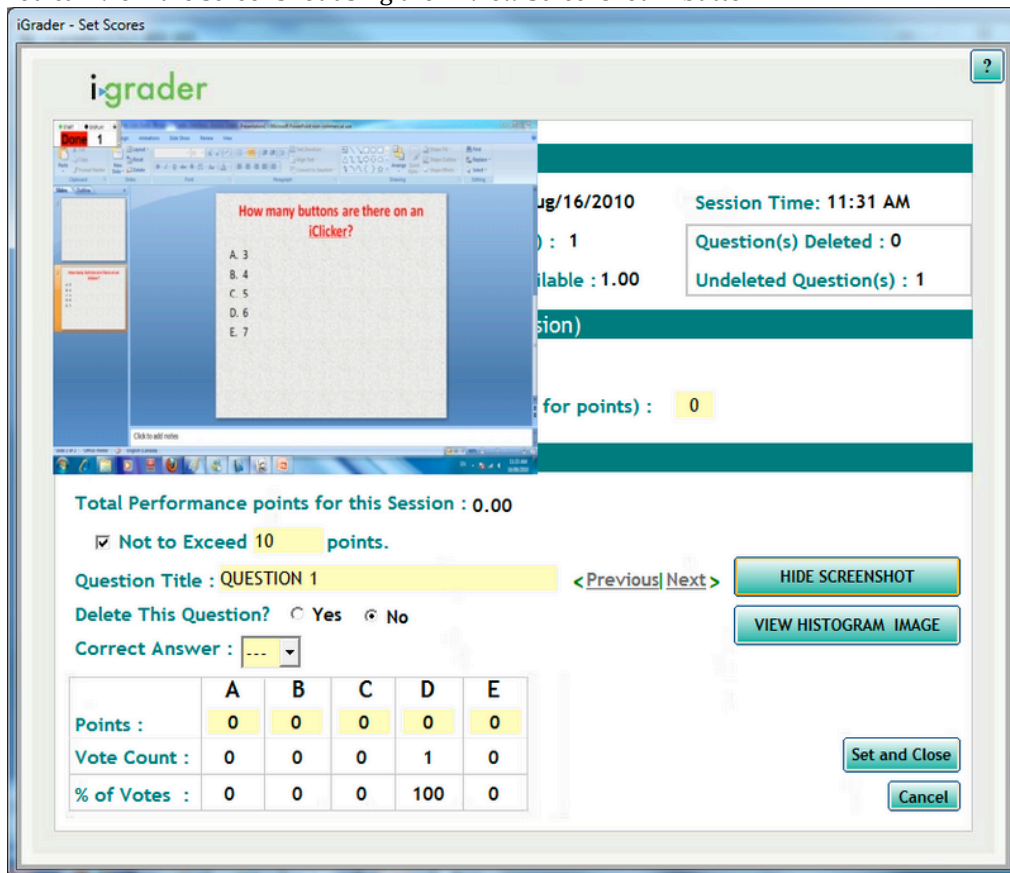 iGrader - Set Scores
?
i▸grader
Done 1
How many buttons are there on an
iClicker?
A. 3
B. 4
C. 5
D. 6
E. 7
Click to add notes
ug/16/2010 Session Time: 11:31 AM
) : 1 Question(s) Deleted : 0
ilable : 1.00 Undeleted Question(s) : 1
sion)
for points) : 0
Total Performance points for this Session : 0.00
Not to Exceed 10 points.
Question Title : QUESTION 1 <Previous|Next> HIDE SCREENSHOT
Delete This Question? Yes No VIEW HISTOGRAM IMAGE
Correct Answer : ---
A B C D E
Points : 0 0 0 0 0
Vote Count : 0 0 0 1 0 Set and Close
% of Votes : 0 0 0 100 0 Cancel